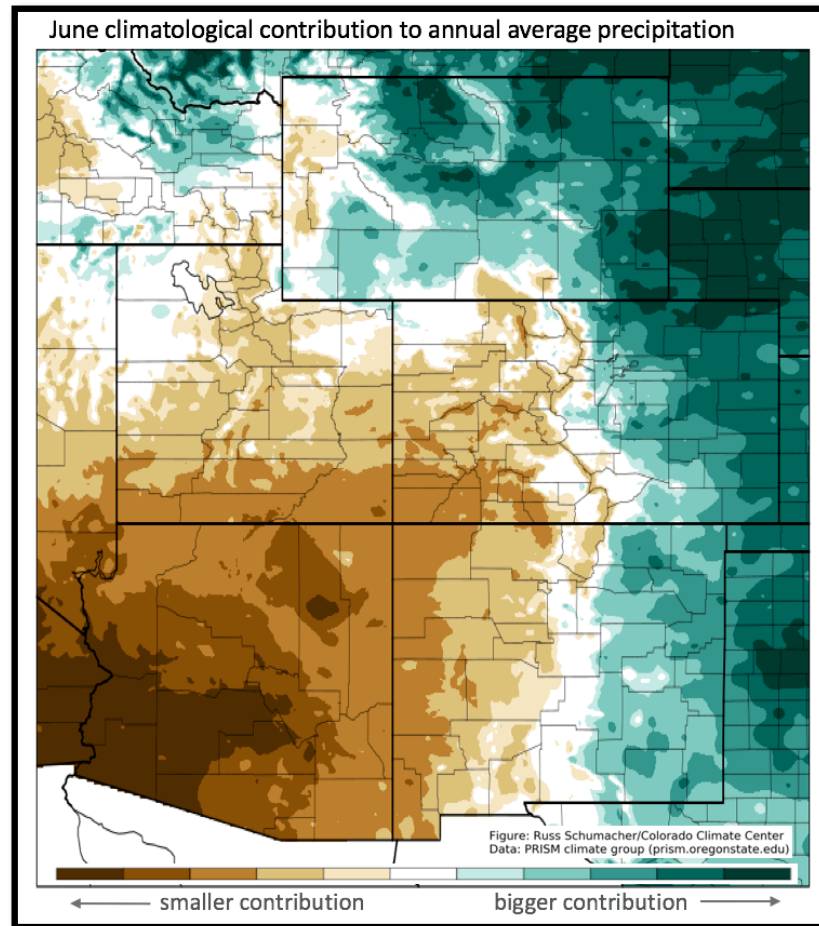 June climatological contribution to annual average precipitation
Figure: Russ Schumacher/Colorado Climate Center
Data: PRISM climate group (prism.oregonstate.edu)
smaller contribution
bigger contribution